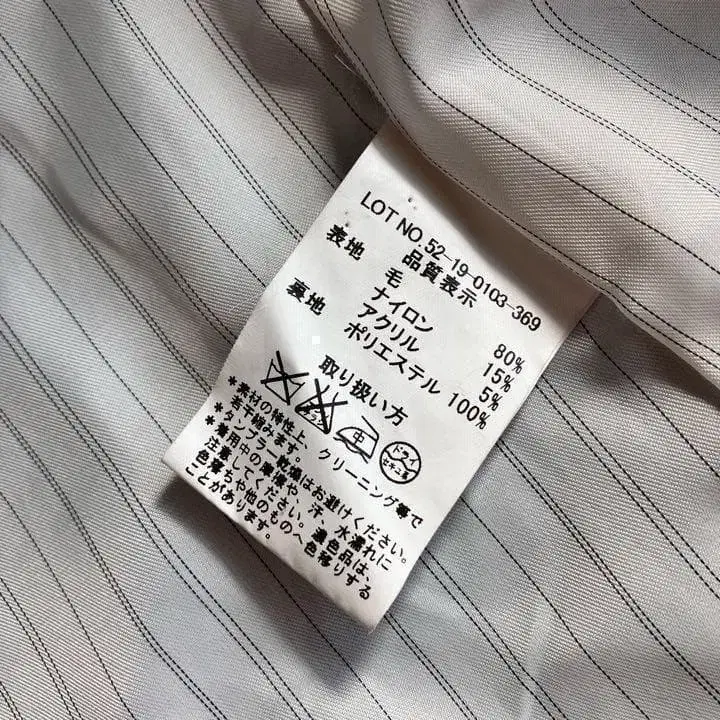 LOT NO. 52-19-0103-369
品質表示
表地 毛 80%
ナイロン 15%
アクリル 5%
裏地 ポリエステル 100%
取り扱い方
中 ドライ セキユ系
*素材の特性上、クリーニング等で
若干縮みます。
*タンブラー乾燥はお避けください。
*着用中の摩擦や、汗、水濡れに
注意してください。濃色品は、
色落ちや他のものへ色移りする
ことがあります。